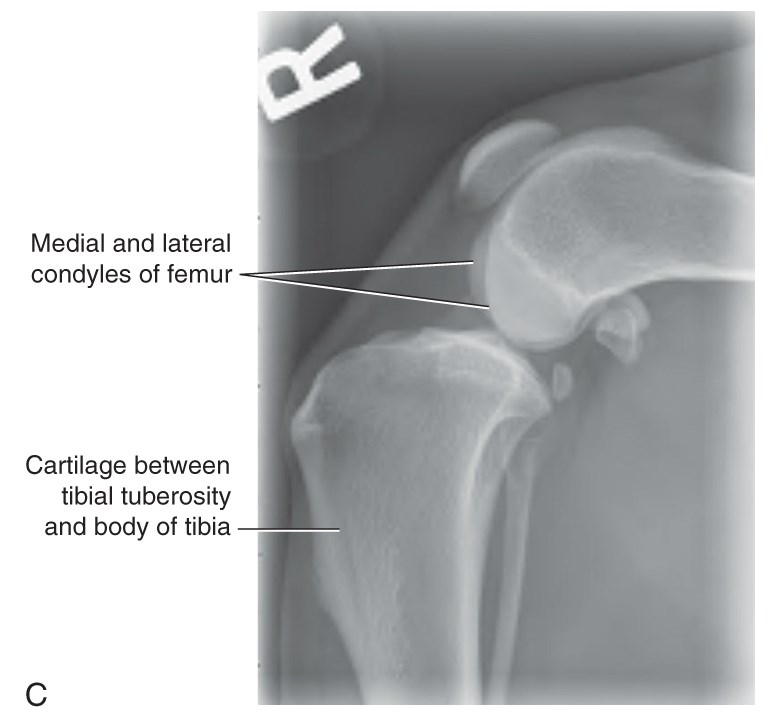 R
Medial and lateral
condyles of femur
Cartilage between
tibial tuberosity
and body of tibia
C